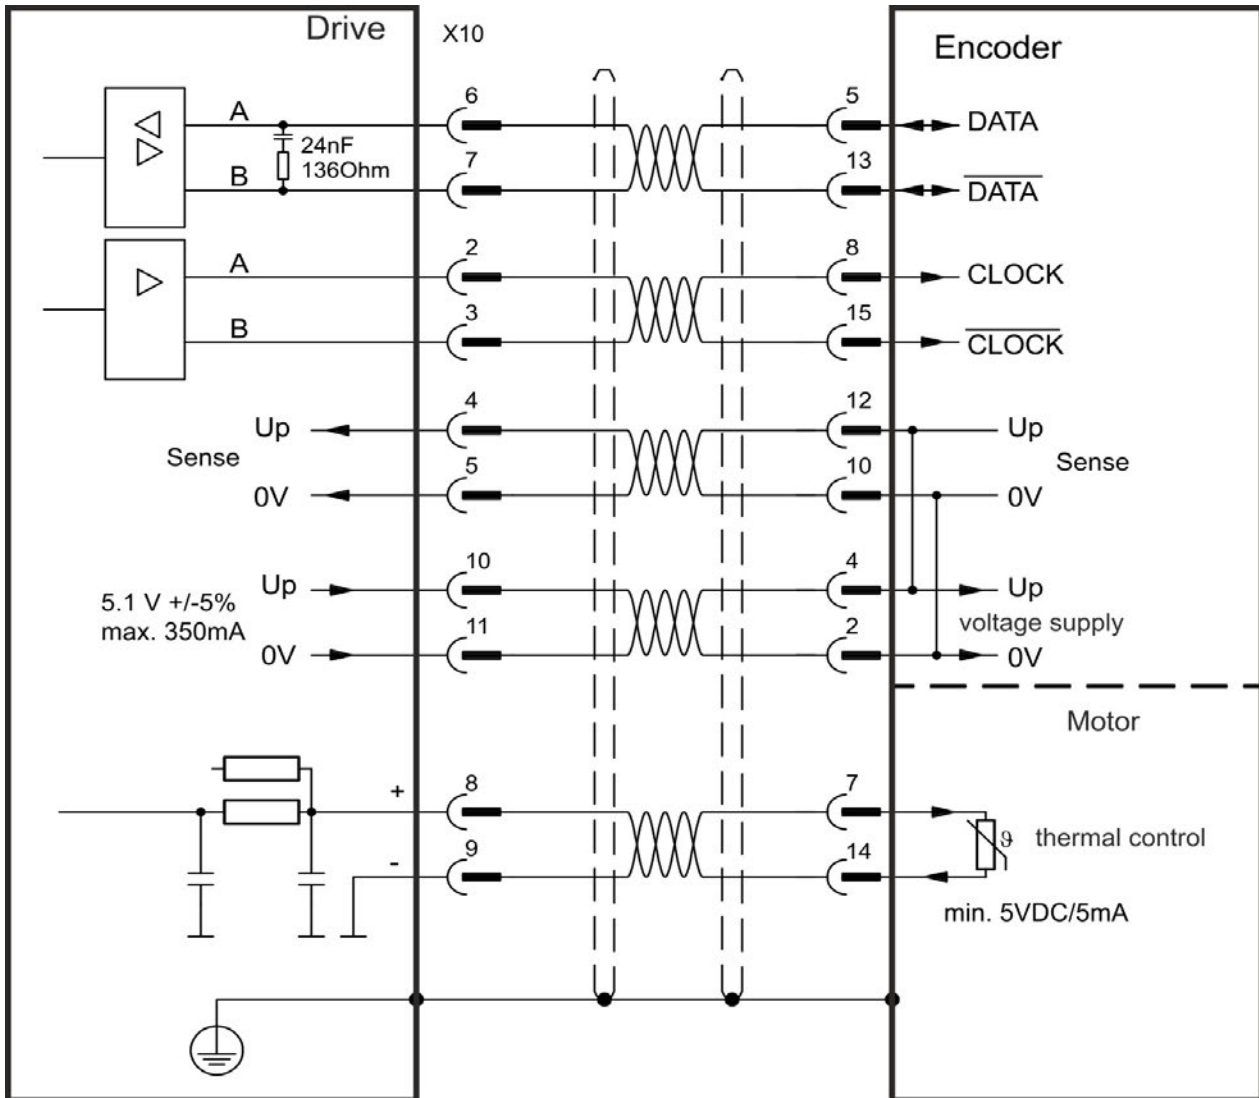 Drive
X10
Encoder
A
6
5
DATA
24nF
136Ohm
B
7
13
DATA
A
2
8
CLOCK
B
3
15
CLOCK
Up
4
12
Up
Sense
Sense
0V
5
10
0V
5.1 V +/-5%
max. 350mA
Up
10
4
Up
voltage supply
0V
11
2
0V
Motor
+
8
7
-
9
14
ϑ
thermal control
min. 5VDC/5mA